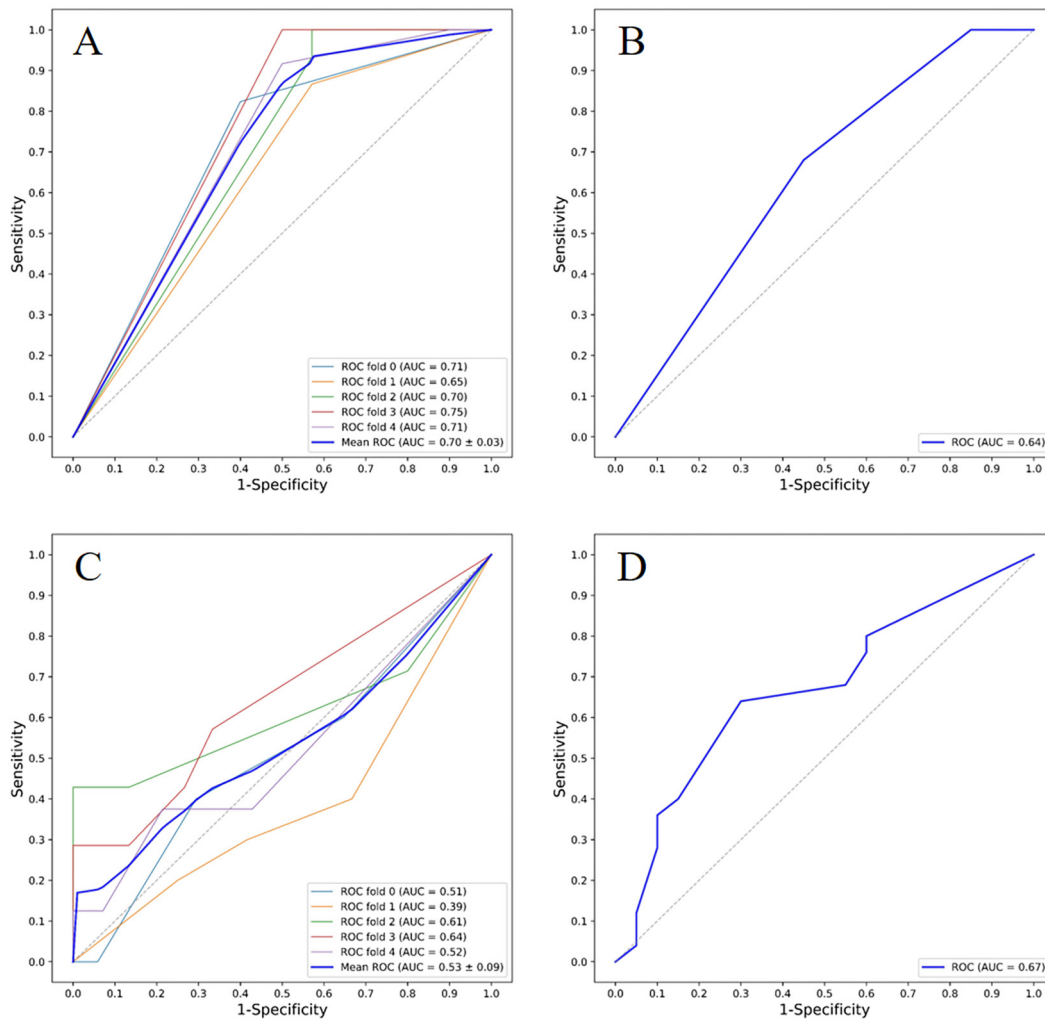 A
1.0
0.9
0.8
0.7
0.6
0.5
0.4
0.3
0.2
0.1
0.0
Sensitivity
ROC fold 0 (AUC = 0.71)
ROC fold 1 (AUC = 0.65)
ROC fold 2 (AUC = 0.70)
ROC fold 3 (AUC = 0.75)
ROC fold 4 (AUC = 0.71)
Mean ROC (AUC = 0.70 ± 0.03)
0.0 0.1 0.2 0.3 0.4 0.5 0.6 0.7 0.8 0.9 1.0
1-Specificity
B
1.0
0.9
0.8
0.7
0.6
0.5
0.4
0.3
0.2
0.1
0.0
Sensitivity
ROC (AUC = 0.64)
0.0 0.1 0.2 0.3 0.4 0.5 0.6 0.7 0.8 0.9 1.0
1-Specificity
C
1.0
0.9
0.8
0.7
0.6
0.5
0.4
0.3
0.2
0.1
0.0
Sensitivity
ROC fold 0 (AUC = 0.51)
ROC fold 1 (AUC = 0.39)
ROC fold 2 (AUC = 0.61)
ROC fold 3 (AUC = 0.64)
ROC fold 4 (AUC = 0.52)
Mean ROC (AUC = 0.53 ± 0.09)
0.0 0.1 0.2 0.3 0.4 0.5 0.6 0.7 0.8 0.9 1.0
1-Specificity
D
1.0
0.9
0.8
0.7
0.6
0.5
0.4
0.3
0.2
0.1
0.0
Sensitivity
ROC (AUC = 0.67)
0.0 0.1 0.2 0.3 0.4 0.5 0.6 0.7 0.8 0.9 1.0
1-Specificity